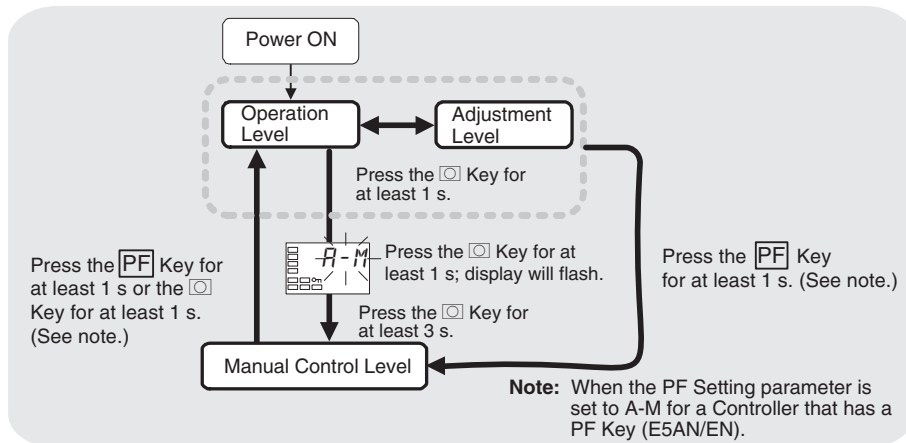 Power ON
Operation
Level
Adjustment
Level
Press the Key for
at least 1 s.
A-M
Press the Key for at
least 1 s; display will flash.
Press the Key for
at least 3 s.
Press the PF Key for
at least 1 s or the
Key for at least 1 s.
(See note.)
Press the PF Key
for at least 1 s. (See note.)
Manual Control Level
Note: When the PF Setting parameter is
set to A-M for a Controller that has a
PF Key (E5AN/EN).